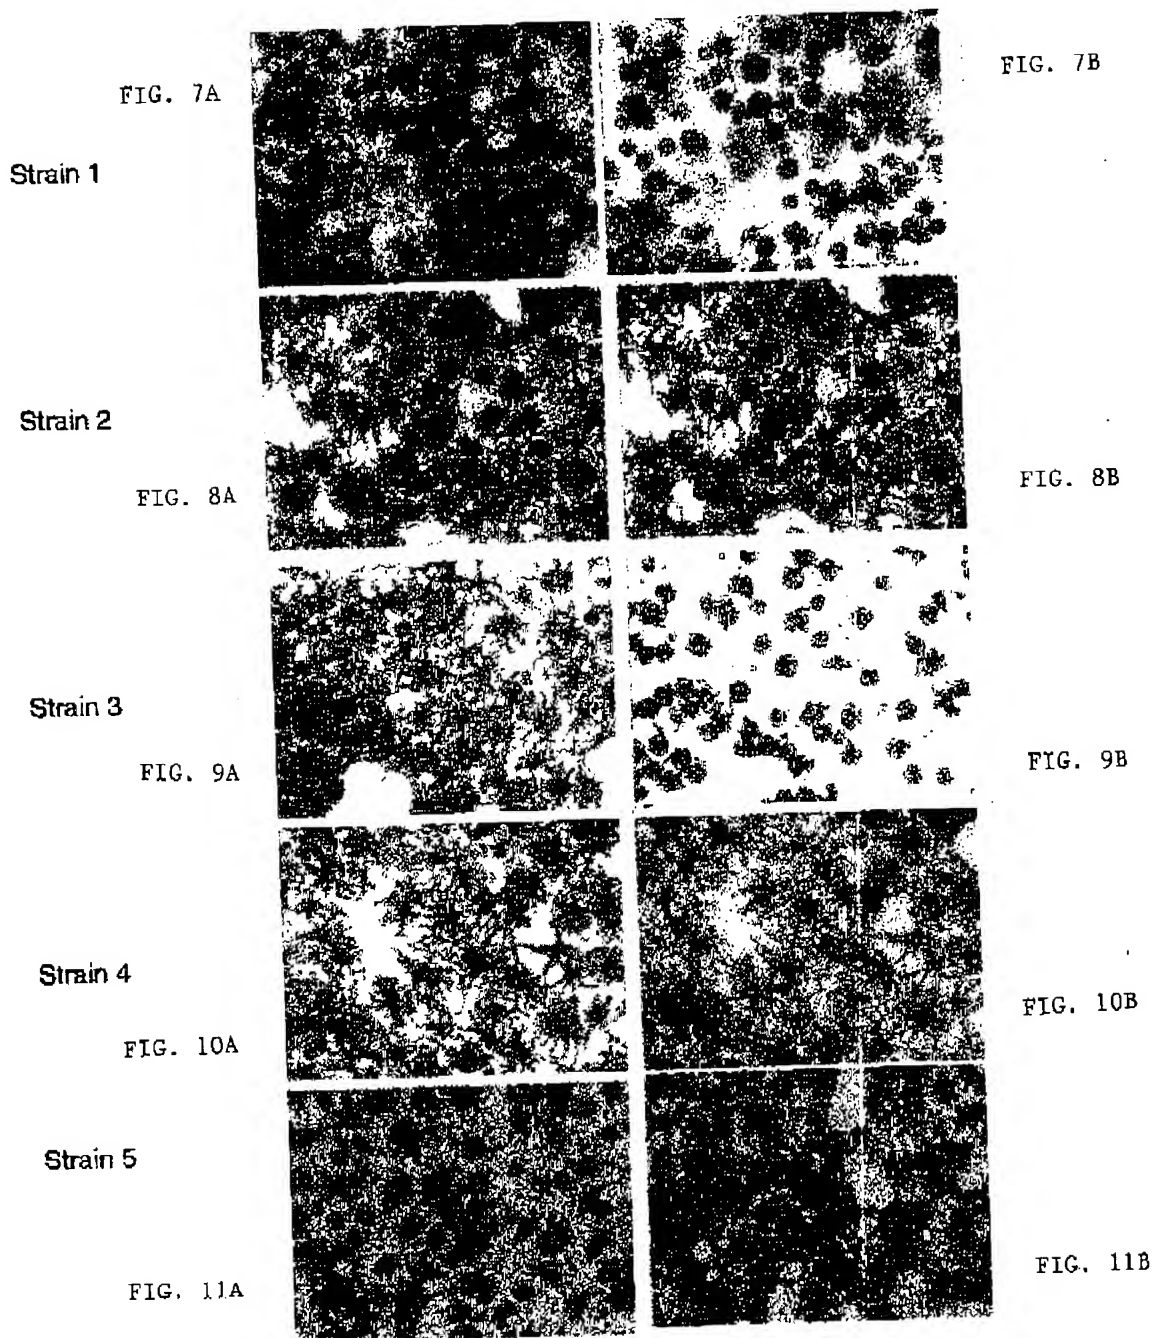 FIG. 7A
FIG. 7B
Strain 1
Strain 2
FIG. 8A
FIG. 8B
Strain 3
FIG. 9A
FIG. 9B
Strain 4
FIG. 10A
FIG. 10B
Strain 5
FIG. 11A
FIG. 11B